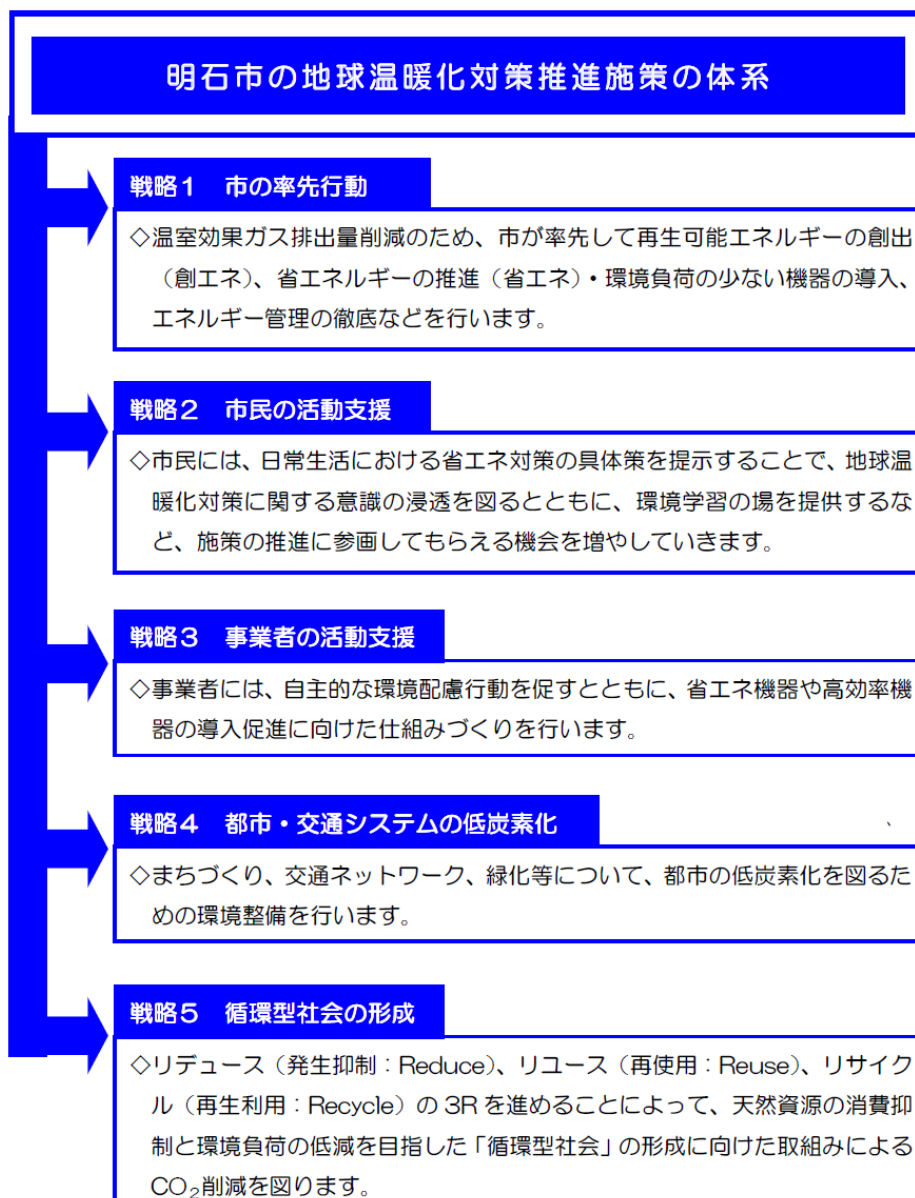 明石市の地球温暖化対策推進施策の体系
戦略1　市の率先行動
◇温室効果ガス排出量削減のため、市が率先して再生可能エネルギーの創出
（創エネ）、省エネルギーの推進（省エネ）・環境負荷の少ない機器の導入、
エネルギー管理の徹底などを行います。
戦略2　市民の活動支援
◇市民には、日常生活における省エネ対策の具体策を提示することで、地球温
暖化対策に関する意識の浸透を図るとともに、環境学習の場を提供するな
ど、施策の推進に参画してもらえる機会を増やしていきます。
戦略3　事業者の活動支援
◇事業者には、自主的な環境配慮行動を促すとともに、省エネ機器や高効率機
器の導入促進に向けた仕組みづくりを行います。
戦略4　都市・交通システムの低炭素化
、
◇まちづくり、交通ネットワーク、緑化等について、都市の低炭素化を図るた
めの環境整備を行います。
戦略5　循環型社会の形成
◇リデュース（発生抑制：Reduce）、リユース（再使用：Reuse）、リサイク
ル（再生利用：Recycle）の 3R を進めることによって、天然資源の消費抑
制と環境負荷の低減を目指した「循環型社会」の形成に向けた取組みによる
CO₂削減を図ります。